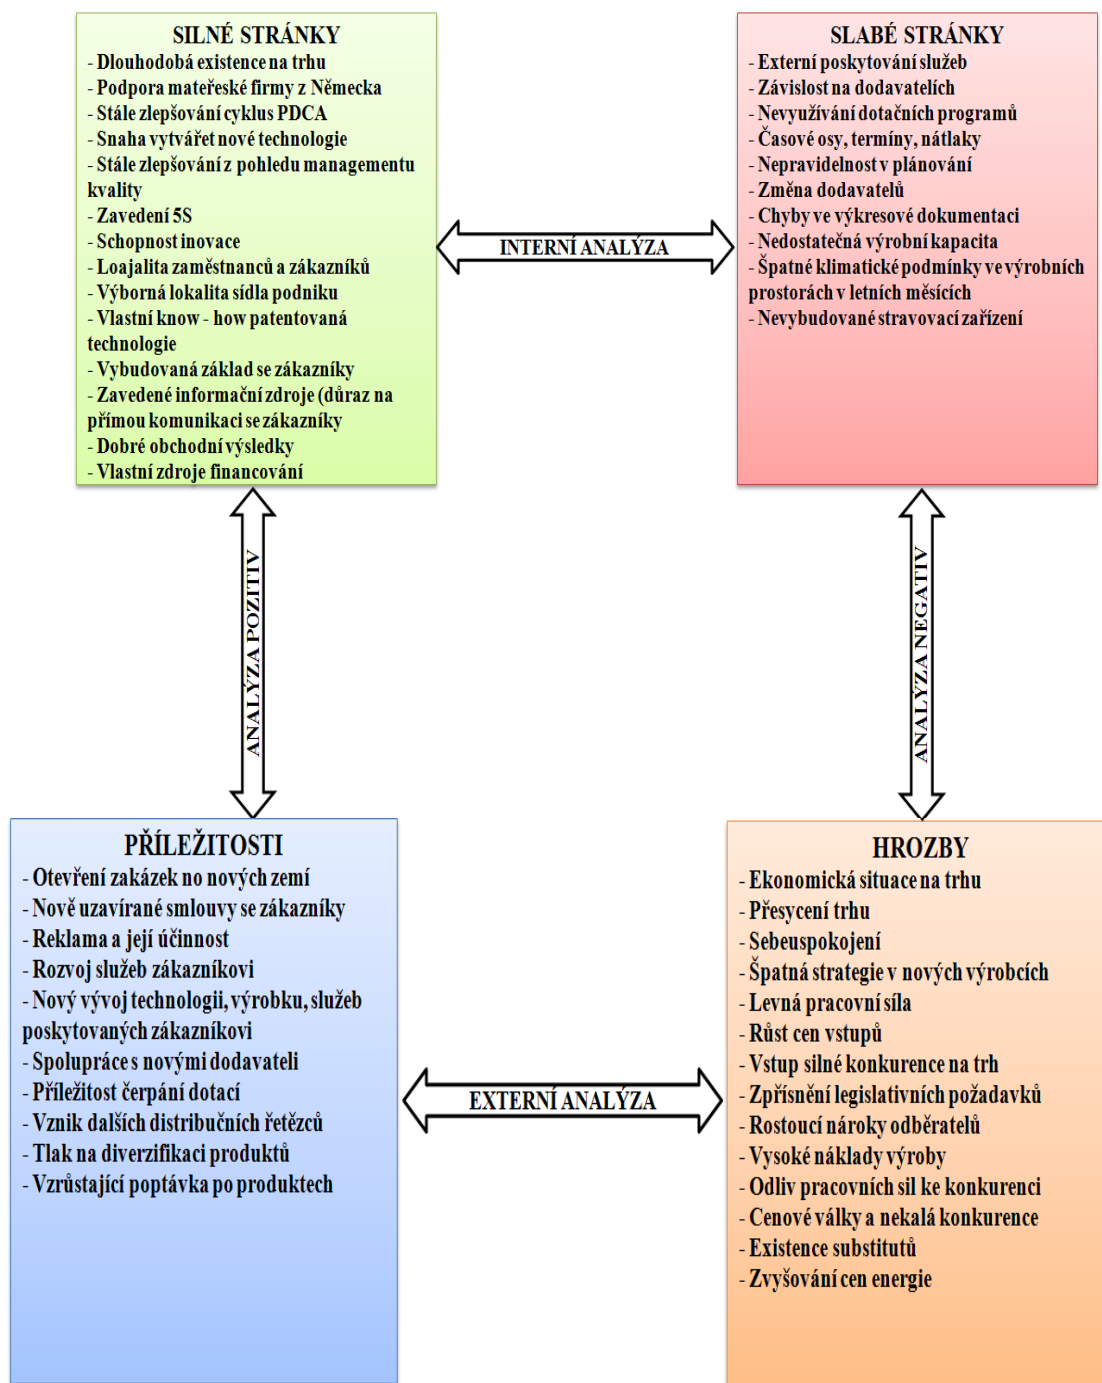 SILNÉ STRÁNKY
- Dlouhodobá existence na trhu
- Podpora mateřeské firmy z Německa
- Stále zlepšování cyklus PDCA
- Snaha vytvářet nové technologie
- Stále zlepšování z pohledu managementu
kvality
- Zavedení 5S
- Schopnost inovace
- Loajalita zaměstnanců a zákazníků
- Výborná lokalita sídla podniku
- Vlastní know - how patentovaná
technologie
- Vybudovaná základ se zákazníky
- Zavedené informační zdroje (důraz na
přímou komunikaci se zákazníky
- Dobré obchodní výsledky
- Vlastní zdroje financování
SLABÉ STRÁNKY
- Externí poskytování služeb
- Závislost na dodavatelích
- Nevyužívání dotačních programů
- Časové osy, termíny, nátlaky
- Nepravidelnost v plánování
- Změna dodavatelů
- Chyby ve výkresové dokumentaci
- Nedostatečná výrobní kapacita
- Špatné klimatické podmínky ve výrobních
prostorách v letních měsících
- Nevybudované stravovací zařízení
INTERNÍ ANALÝZA
ANALÝZA POZITIV
ANALÝZA NEGATIV
PŘÍLEŽITOSTI
- Otevření zakázek no nových zemí
- Nově uzavírané smlouvy se zákazníky
- Reklama a její účinnost
- Rozvoj služeb zákazníkovi
- Nový vývoj technologii, výrobku, služeb
poskytovaných zákazníkovi
- Spolupráce s novými dodavateli
- Příležitost čerpání dotací
- Vznik dalších distribučních řetězců
- Tlak na diverzifikaci produktů
- Vzrůstající poptávka po produktech
EXTERNÍ ANALÝZA
HROZBY
- Ekonomická situace na trhu
- Přesycení trhu
- Sebeuspokojení
- Špatná strategie v nových výrobcích
- Levná pracovní síla
- Růst cen vstupů
- Vstup silné konkurence na trh
- Zpřísnění legislativních požadavků
- Rostoucí nároky odběratelů
- Vysoké náklady výroby
- Odliv pracovních sil ke konkurenci
- Cenové války a nekalá konkurence
- Existence substitutů
- Zvyšování cen energie